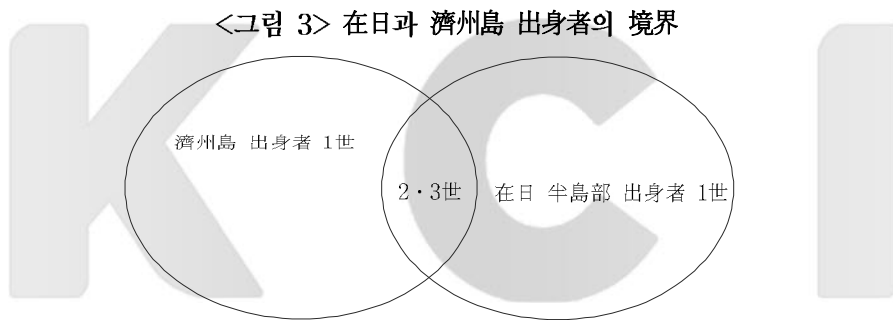 <그림 3> 在日과 濟州島 出身者의 境界
濟州島 出身者 1世
2·3世
在日 半島部 出身者 1世
KCI